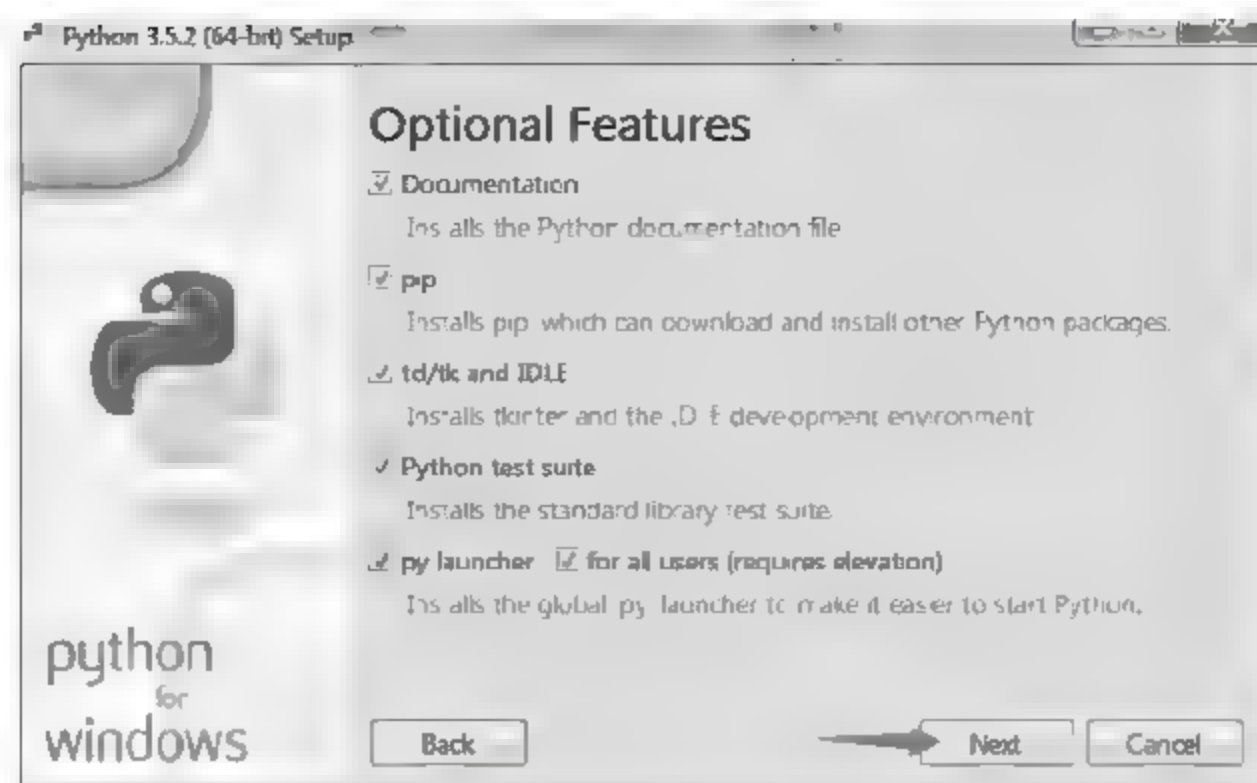 Python 3.5.2 (64-bit) Setup
Optional Features
Documentation
Installs the Python documentation file
pip
Installs pip which can download and install other Python packages.
tcl/tk and IDLE
Installs tkinter and the IDLE development environment
Python test suite
Installs the standard library test suite
py launcher for all users (requires elevation)
Installs the global py launcher to make it easier to start Python.
python
for
windows
Back Next Cancel